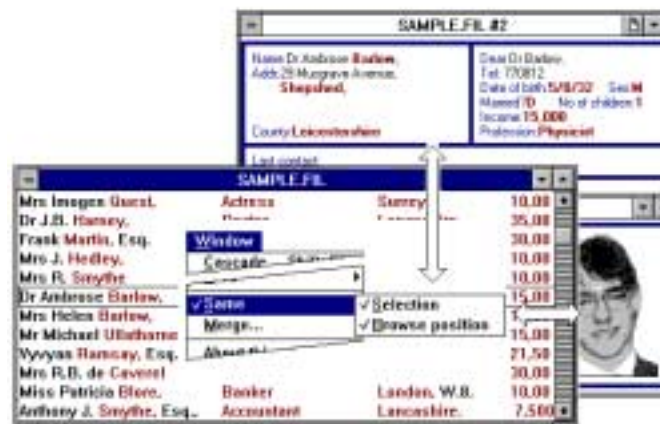 SAMPLE.FIL #2
Name Dr Ambrose Barlow,
Addr. 29 Musgrave Avenue,
Shepshed,
County Leicestershire
Last contact
Dear Dr Barlow,
Tel: 770812
Date of birth 5/8/32 Sex M
Married? D No of children 1
Income 15,000
Profession Physicist
SAMPLE.FIL
Mrs Imogen Quest, Actress Surrey 10,00
Dr J.B. Harney, 35,00
Frank Martin, Esq. 30,00
Mrs J. Hedley, 10,00
Mrs R. Smythe 10,00
Dr Ambrose Barlow, 15,00
Mrs Helen Barlow,
Mr Michael Ullathorne 15,00
Vyvyan Ramsay, Esq. 21,50
Mrs R.B. de Caverel 30,00
Miss Patricia Blore, Banker London, W.8. 10,00
Anthony J. Smythe, Esq., Accountant Lancashire. 7,500
Window
Cascade
✓Same
Merge...
✓Selection
✓Browse position